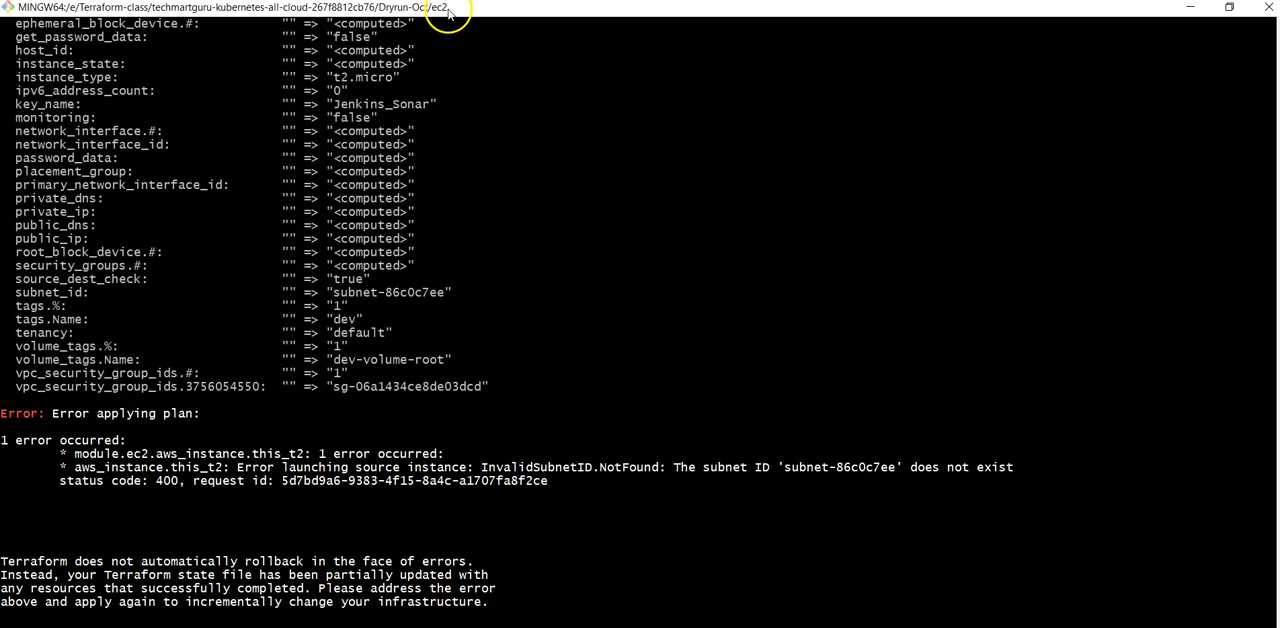 MINGW64:/e/Terraform-class/techmartguru-kubernetes-all-cloud-267f8812cb76/Dryrun-Oct/ec2
ephemeral_block_device.#: "" => "<computed>"
get_password_data: "" => "false"
host_id: "" => "<computed>"
instance_state: "" => "<computed>"
instance_type: "" => "t2.micro"
ipv6_address_count: "" => "0"
key_name: "" => "Jenkins_Sonar"
monitoring: "" => "false"
network_interface.#: "" => "<computed>"
network_interface_id: "" => "<computed>"
password_data: "" => "<computed>"
placement_group: "" => "<computed>"
primary_network_interface_id: "" => "<computed>"
private_dns: "" => "<computed>"
private_ip: "" => "<computed>"
public_dns: "" => "<computed>"
public_ip: "" => "<computed>"
root_block_device.#: "" => "<computed>"
security_groups.#: "" => "<computed>"
source_dest_check: "" => "true"
subnet_id: "" => "subnet-86c0c7ee"
tags.%: "" => "1"
tags.Name: "" => "dev"
tenancy: "" => "default"
volume_tags.%: "" => "1"
volume_tags.Name: "" => "dev-volume-root"
vpc_security_group_ids.#: "" => "1"
vpc_security_group_ids.3756054550: "" => "sg-06a1434ce8de03dcd"
Error: Error applying plan:
1 error occurred:
* module.ec2.aws_instance.this_t2: 1 error occurred:
* aws_instance.this_t2: Error launching source instance: InvalidSubnetID.NotFound: The subnet ID 'subnet-86c0c7ee' does not exist
status code: 400, request id: 5d7bd9a6-9383-4f15-8a4c-a1707fa8f2ce
Terraform does not automatically rollback in the face of errors.
Instead, your Terraform state file has been partially updated with
any resources that successfully completed. Please address the error
above and apply again to incrementally change your infrastructure.